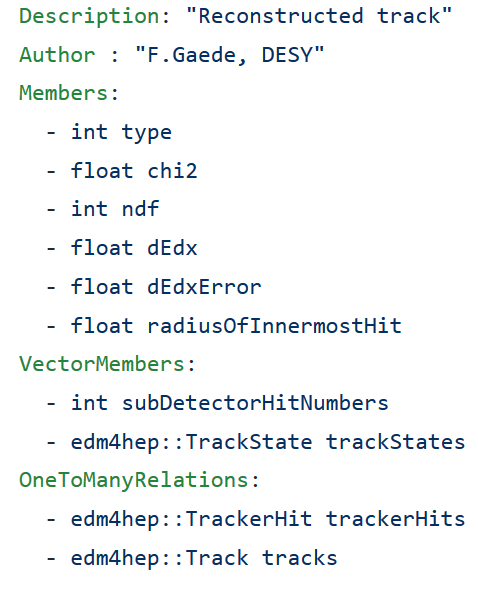 Description: "Reconstructed track"
Author : "F.Gaede, DESY"
Members:
- int type
- float chi2
- int ndf
- float dEdx
- float dEdxError
- float radiusOfInnermostHit
VectorMembers:
- int subDetectorHitNumbers
- edm4hep::TrackState trackStates
OneToManyRelations:
- edm4hep::TrackerHit trackerHits
- edm4hep::Track tracks